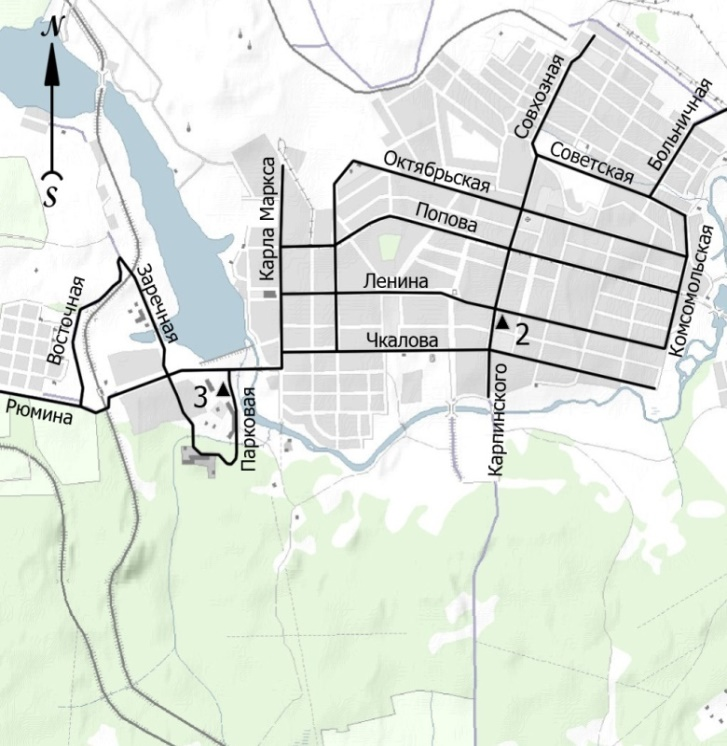 N
S
Совхозная
Больничная
Советская
Октябрьская
Карла Маркса
Попова
Ленина
Комсомольская
Заречная
Восточная
2
Чкалова
3
Парковая
Карпинского
Рюмина